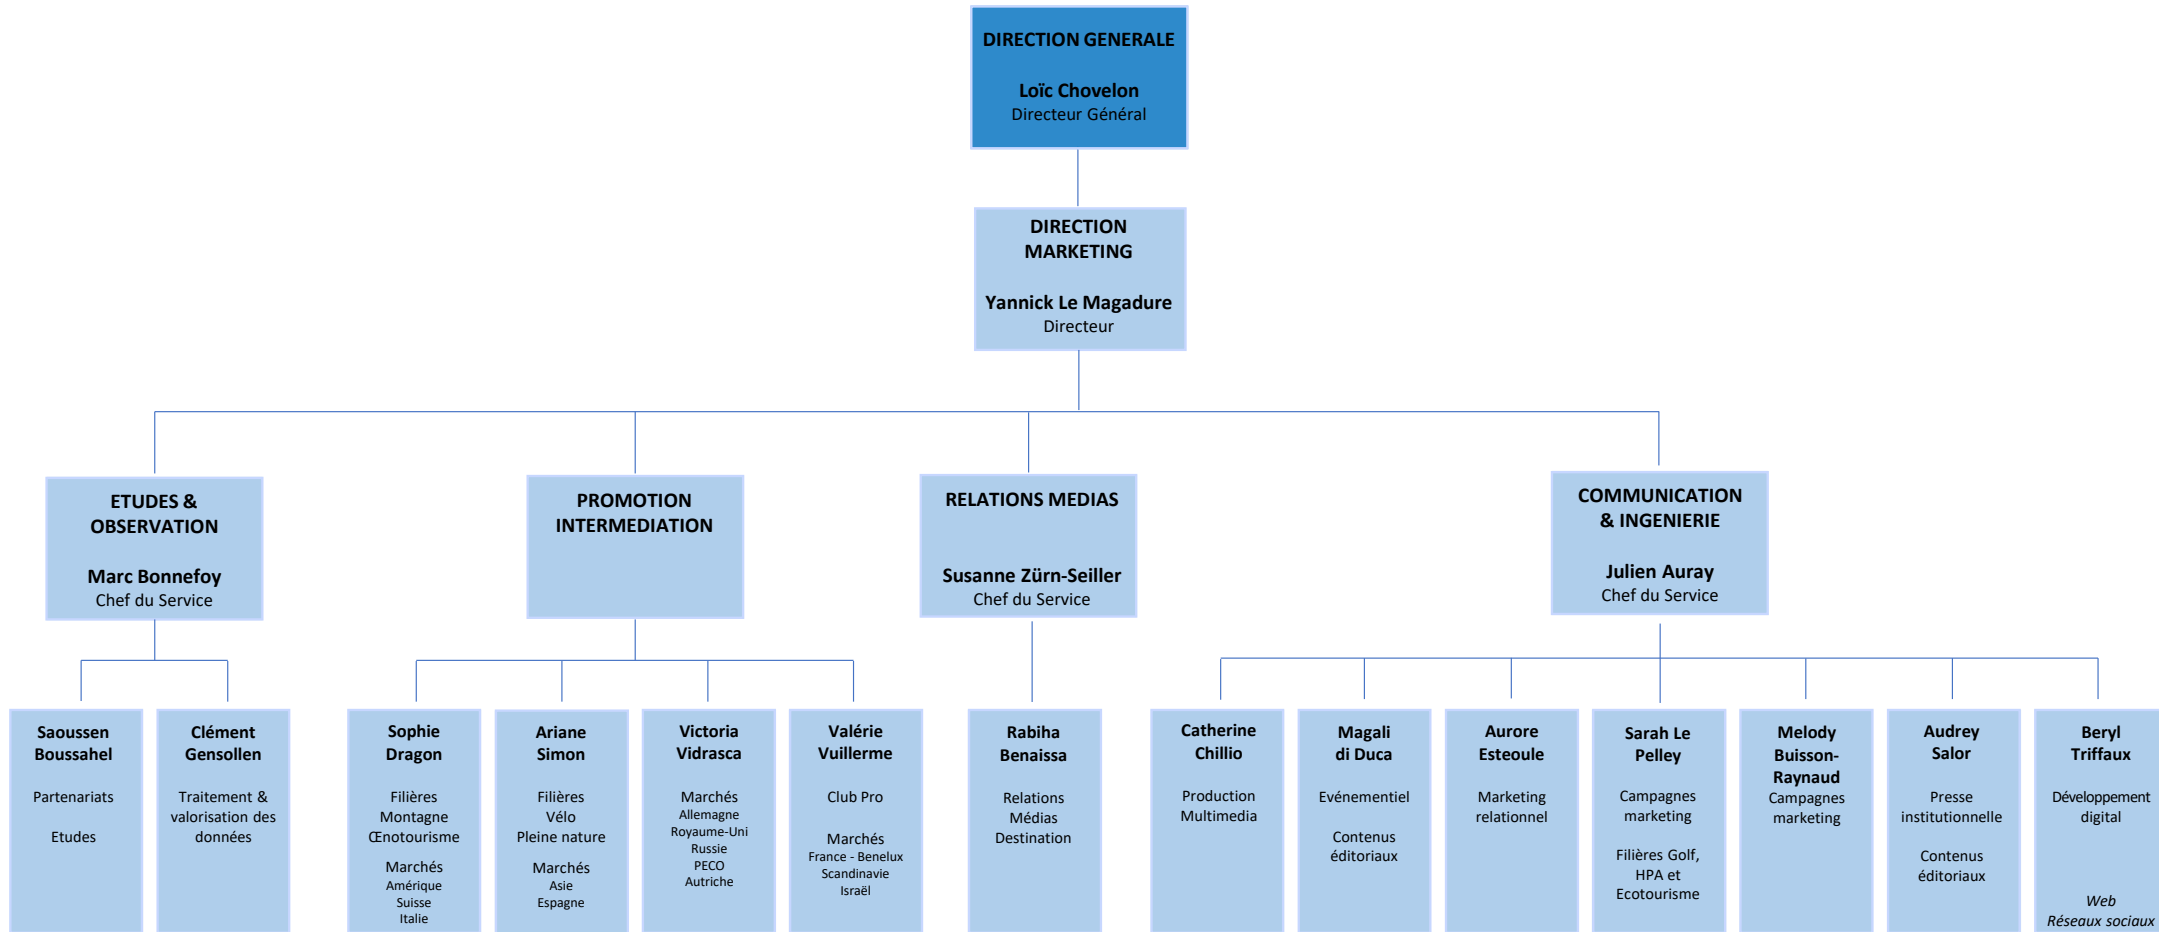 DIRECTION GENERALE
Loïc Chovelon
Directeur Général
DIRECTION
MARKETING
Yannick Le Magadure
Directeur
ETUDES &
OBSERVATION
Marc Bonnefoy
Chef du Service
PROMOTION
INTERMEDIATION
RELATIONS MEDIAS
Susanne Zürn-Seiller
Chef du Service
COMMUNICATION
& INGENIERIE
Julien Auray
Chef du Service
Saoussen
Boussahel
Partenariats
Etudes
Clément
Gensollen
Traitement &
valorisation des
données
Sophie
Dragon
Filières
Montagne
Œnotourisme
Marchés
Amérique
Suisse
Italie
Ariane
Simon
Filières
Vélo
Pleine nature
Marchés
Asie
Espagne
Victoria
Vidrasca
Marchés
Allemagne
Royaume-Uni
Russie
PECO
Autriche
Valérie
Vuillerme
Club Pro
Marchés
France - Benelux
Scandinavie
Israël
Rabiha
Benaissa
Relations
Médias
Destination
Catherine
Chillio
Production
Multimedia
Magali
di Duca
Evénementiel
Contenus
éditoriaux
Aurore
Esteoule
Marketing
relationnel
Sarah Le
Pelley
Campagnes
marketing
Filières Golf,
HPA et
Ecotourisme
Melody
Buisson-
Raynaud
Campagnes
marketing
Audrey
Salor
Presse
institutionnelle
Contenus
éditoriaux
Beryl
Triffaux
Développement
digital
Web
Réseaux sociaux